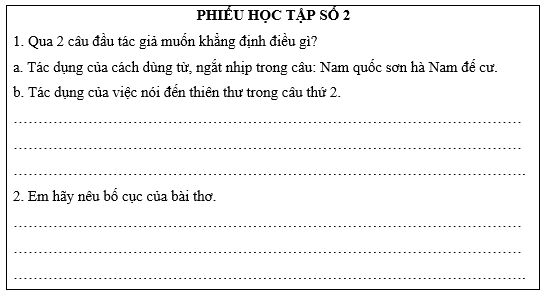 PHIẾU HỌC TẬP SỐ 2
1. Qua 2 câu đầu tác giả muốn khẳng định điều gì?
a. Tác dụng của cách dùng từ, ngắt nhịp trong câu: Nam quốc sơn hà Nam đế cư.
b. Tác dụng của việc nói đến thiên thư trong câu thứ 2.
2. Em hãy nêu bố cục của bài thơ.